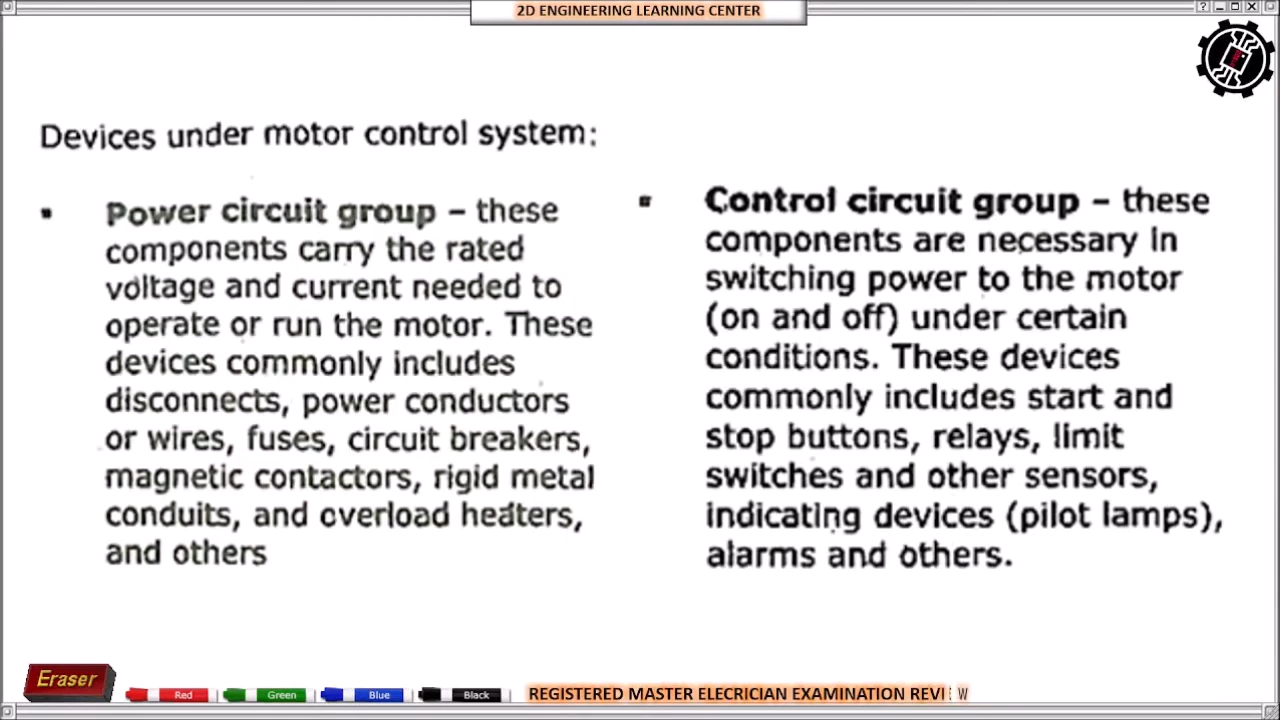 2D ENGINEERING LEARNING CENTER
Devices under motor control system:
▪ Power circuit group – these
components carry the rated
voltage and current needed to
operate or run the motor. These
devices commonly includes
disconnects, power conductors
or wires, fuses, circuit breakers,
magnetic contactors, rigid metal
conduits, and overload heaters,
and others
▪ Control circuit group – these
components are necessary in
switching power to the motor
(on and off) under certain
conditions. These devices
commonly includes start and
stop buttons, relays, limit
switches and other sensors,
indicating devices (pilot lamps),
alarms and others.
Eraser
Red
Green
Blue
Black
REGISTERED MASTER ELECRICIAN EXAMINATION REVIEW